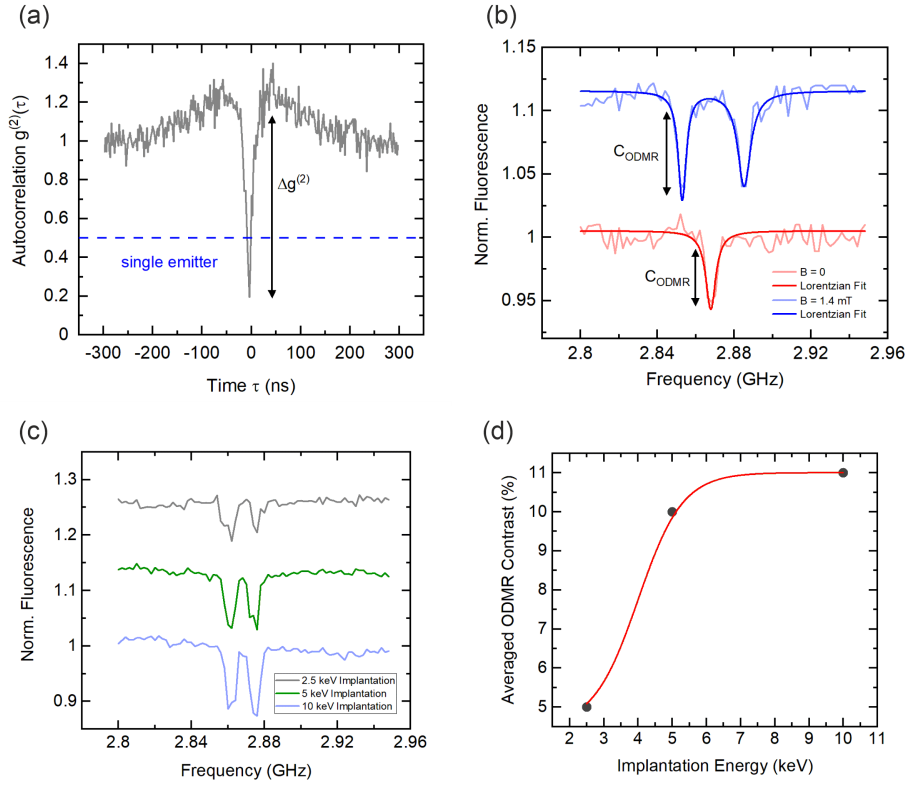 (a)
Autocorrelation g(2)(τ)
1.4
1.2
1
0.8
0.6
0.4
0.2
0
Δg(2)
single emitter
-300 -200 -100 0 100 200 300
Time τ (ns)
(b)
Norm. Fluorescence
1.15
1.10
1.05
1
0.95
CODMR
CODMR
B = 0
Lorentzian Fit
B = 1.4 mT
Lorentzian Fit
2.8 2.84 2.88 2.92 2.96
Frequency (GHz)
(c)
Norm. Fluorescence
1.3
1.2
1.1
1
0.9
2.5 keV Implantation
5 keV Implantation
10 keV Implantation
2.8 2.84 2.88 2.92 2.96
Frequency (GHz)
(d)
Averaged ODMR Contrast (%)
11
10
9
8
7
6
5
2 3 4 5 6 7 8 9 10 11
Implantation Energy (keV)